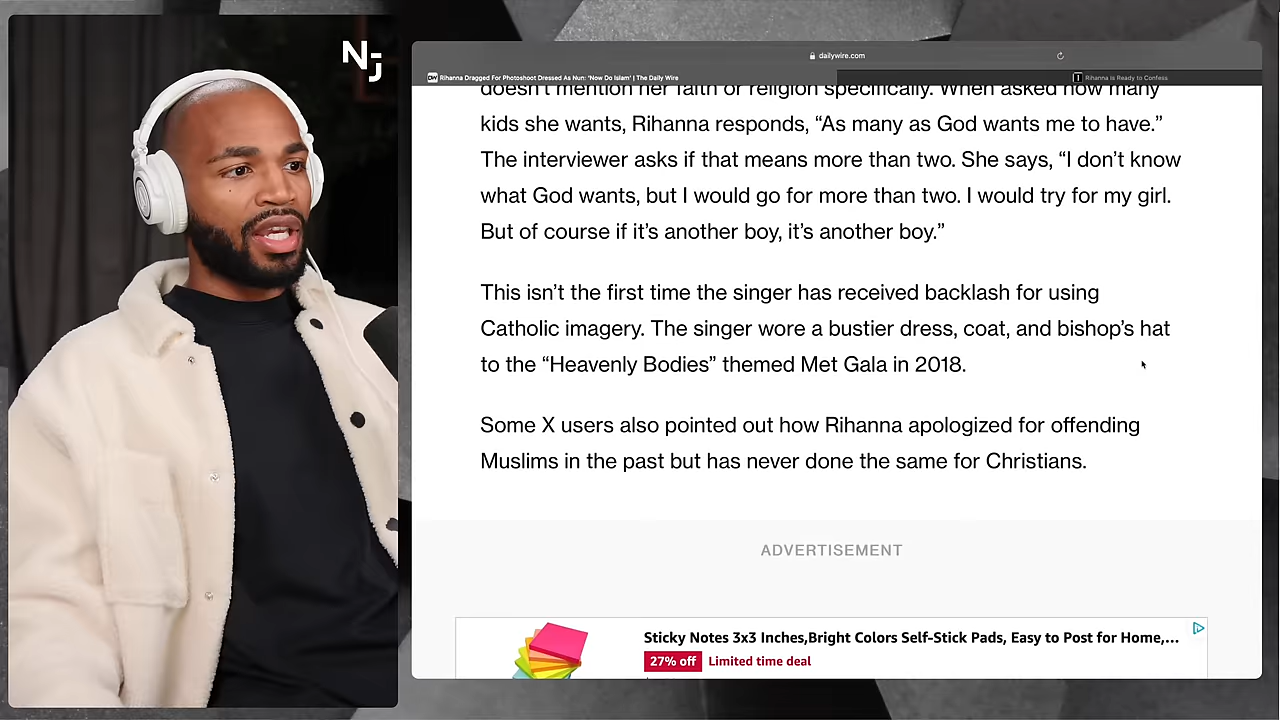 N-J
dailywire.com
DW Rihanna Dragged For Photoshoot Dressed As Nun: 'Now Do Islam' | The Daily Wire
T Rihanna Is Ready to Confess
doesn't mention her faith or religion specifically. When asked how many
kids she wants, Rihanna responds, “As many as God wants me to have.”
The interviewer asks if that means more than two. She says, “I don’t know
what God wants, but I would go for more than two. I would try for my girl.
But of course if it’s another boy, it’s another boy.”
This isn’t the first time the singer has received backlash for using
Catholic imagery. The singer wore a bustier dress, coat, and bishop’s hat
to the “Heavenly Bodies” themed Met Gala in 2018.
Some X users also pointed out how Rihanna apologized for offending
Muslims in the past but has never done the same for Christians.
ADVERTISEMENT
Sticky Notes 3x3 Inches,Bright Colors Self-Stick Pads, Easy to Post for Home,...
27% off Limited time deal